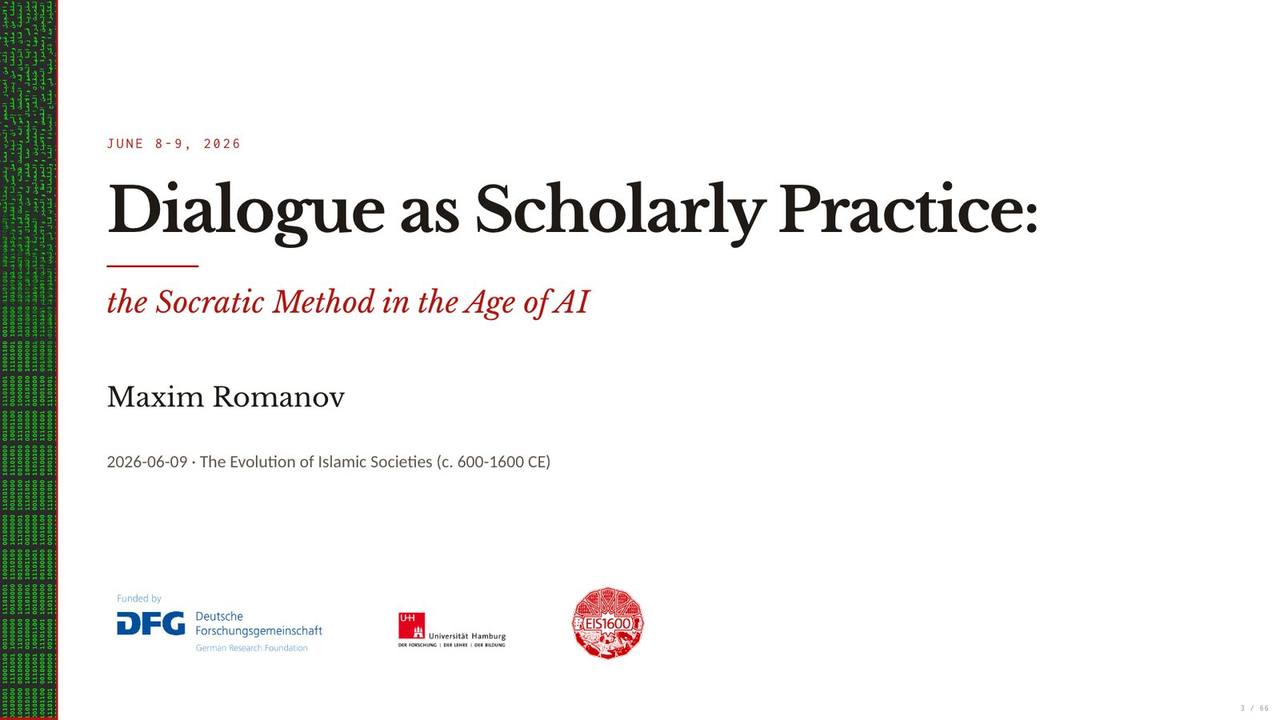 JUNE 8-9, 2026
Dialogue as Scholarly Practice:
the Socratic Method in the Age of AI
Maxim Romanov
2026-06-09 · The Evolution of Islamic Societies (c. 600-1600 CE)
Funded by
DFG
Deutsche
Forschungsgemeinschaft
German Research Foundation
UH
Universität Hamburg
DER FORSCHUNG | DER LEHRE | DER BILDUNG
EIS1600
3 / 66